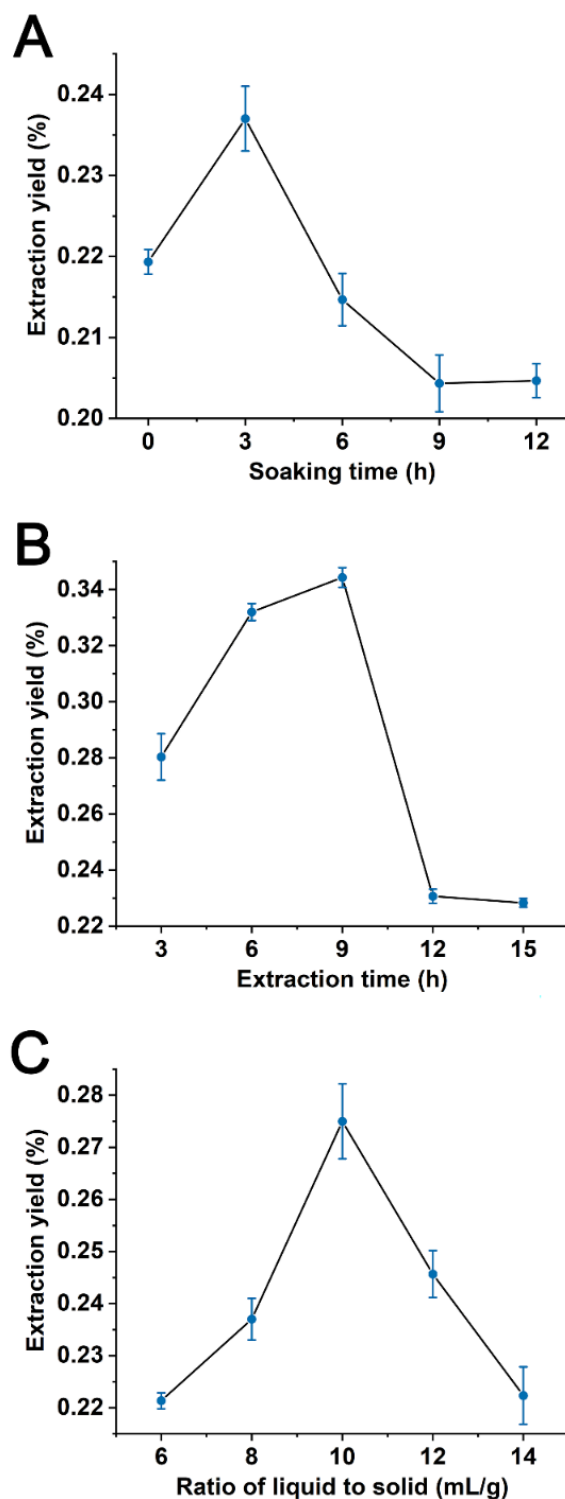 A
Extraction yield (%)
0.24
0.23
0.22
0.21
0.20
0 3 6 9 12
Soaking time (h)
B
Extraction yield (%)
0.34
0.32
0.30
0.28
0.26
0.24
0.22
3 6 9 12 15
Extraction time (h)
C
Extraction yield (%)
0.28
0.27
0.26
0.25
0.24
0.23
0.22
6 8 10 12 14
Ratio of liquid to solid (mL/g)